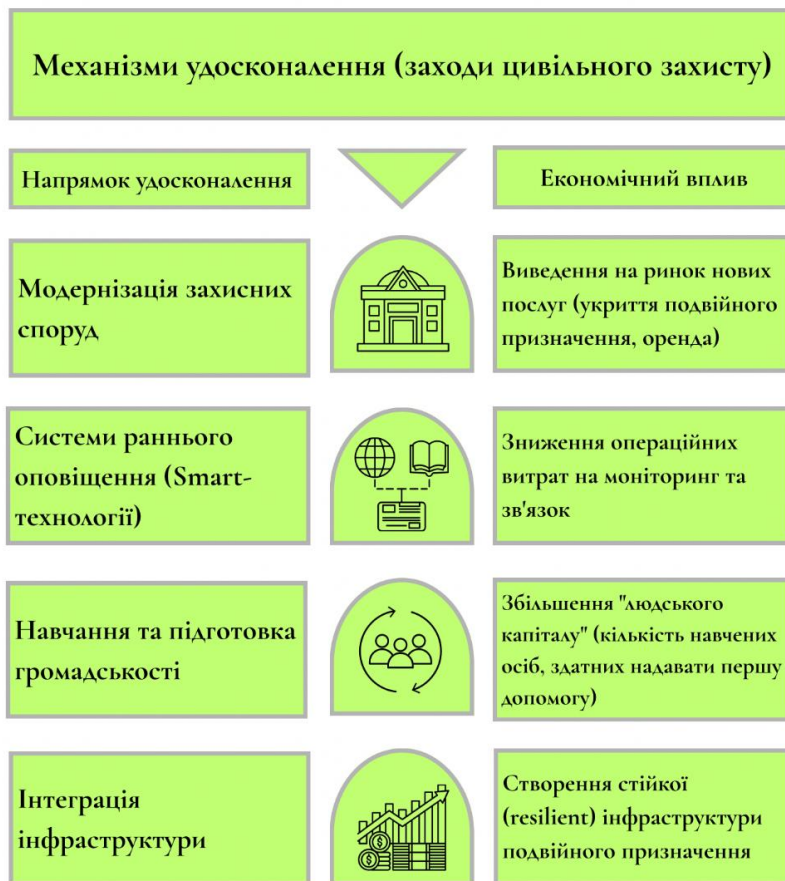 Механізми удосконалення (заходи цивільного захисту)
Напрямок удосконалення
Економічний вплив
Модернізація захисних
споруд
Виведення на ринок нових
послуг (укриття подвійного
призначення, оренда)
Системи раннього
оповіщення (Smart-
технології)
Зниження операційних
витрат на моніторинг та
зв'язок
Навчання та підготовка
громадськості
Збільшення "людського
капіталу" (кількість навчених
осіб, здатних надавати першу
допомогу)
Інтеграція
інфраструктури
Створення стійкої
(resilient) інфраструктури
подвійного призначення